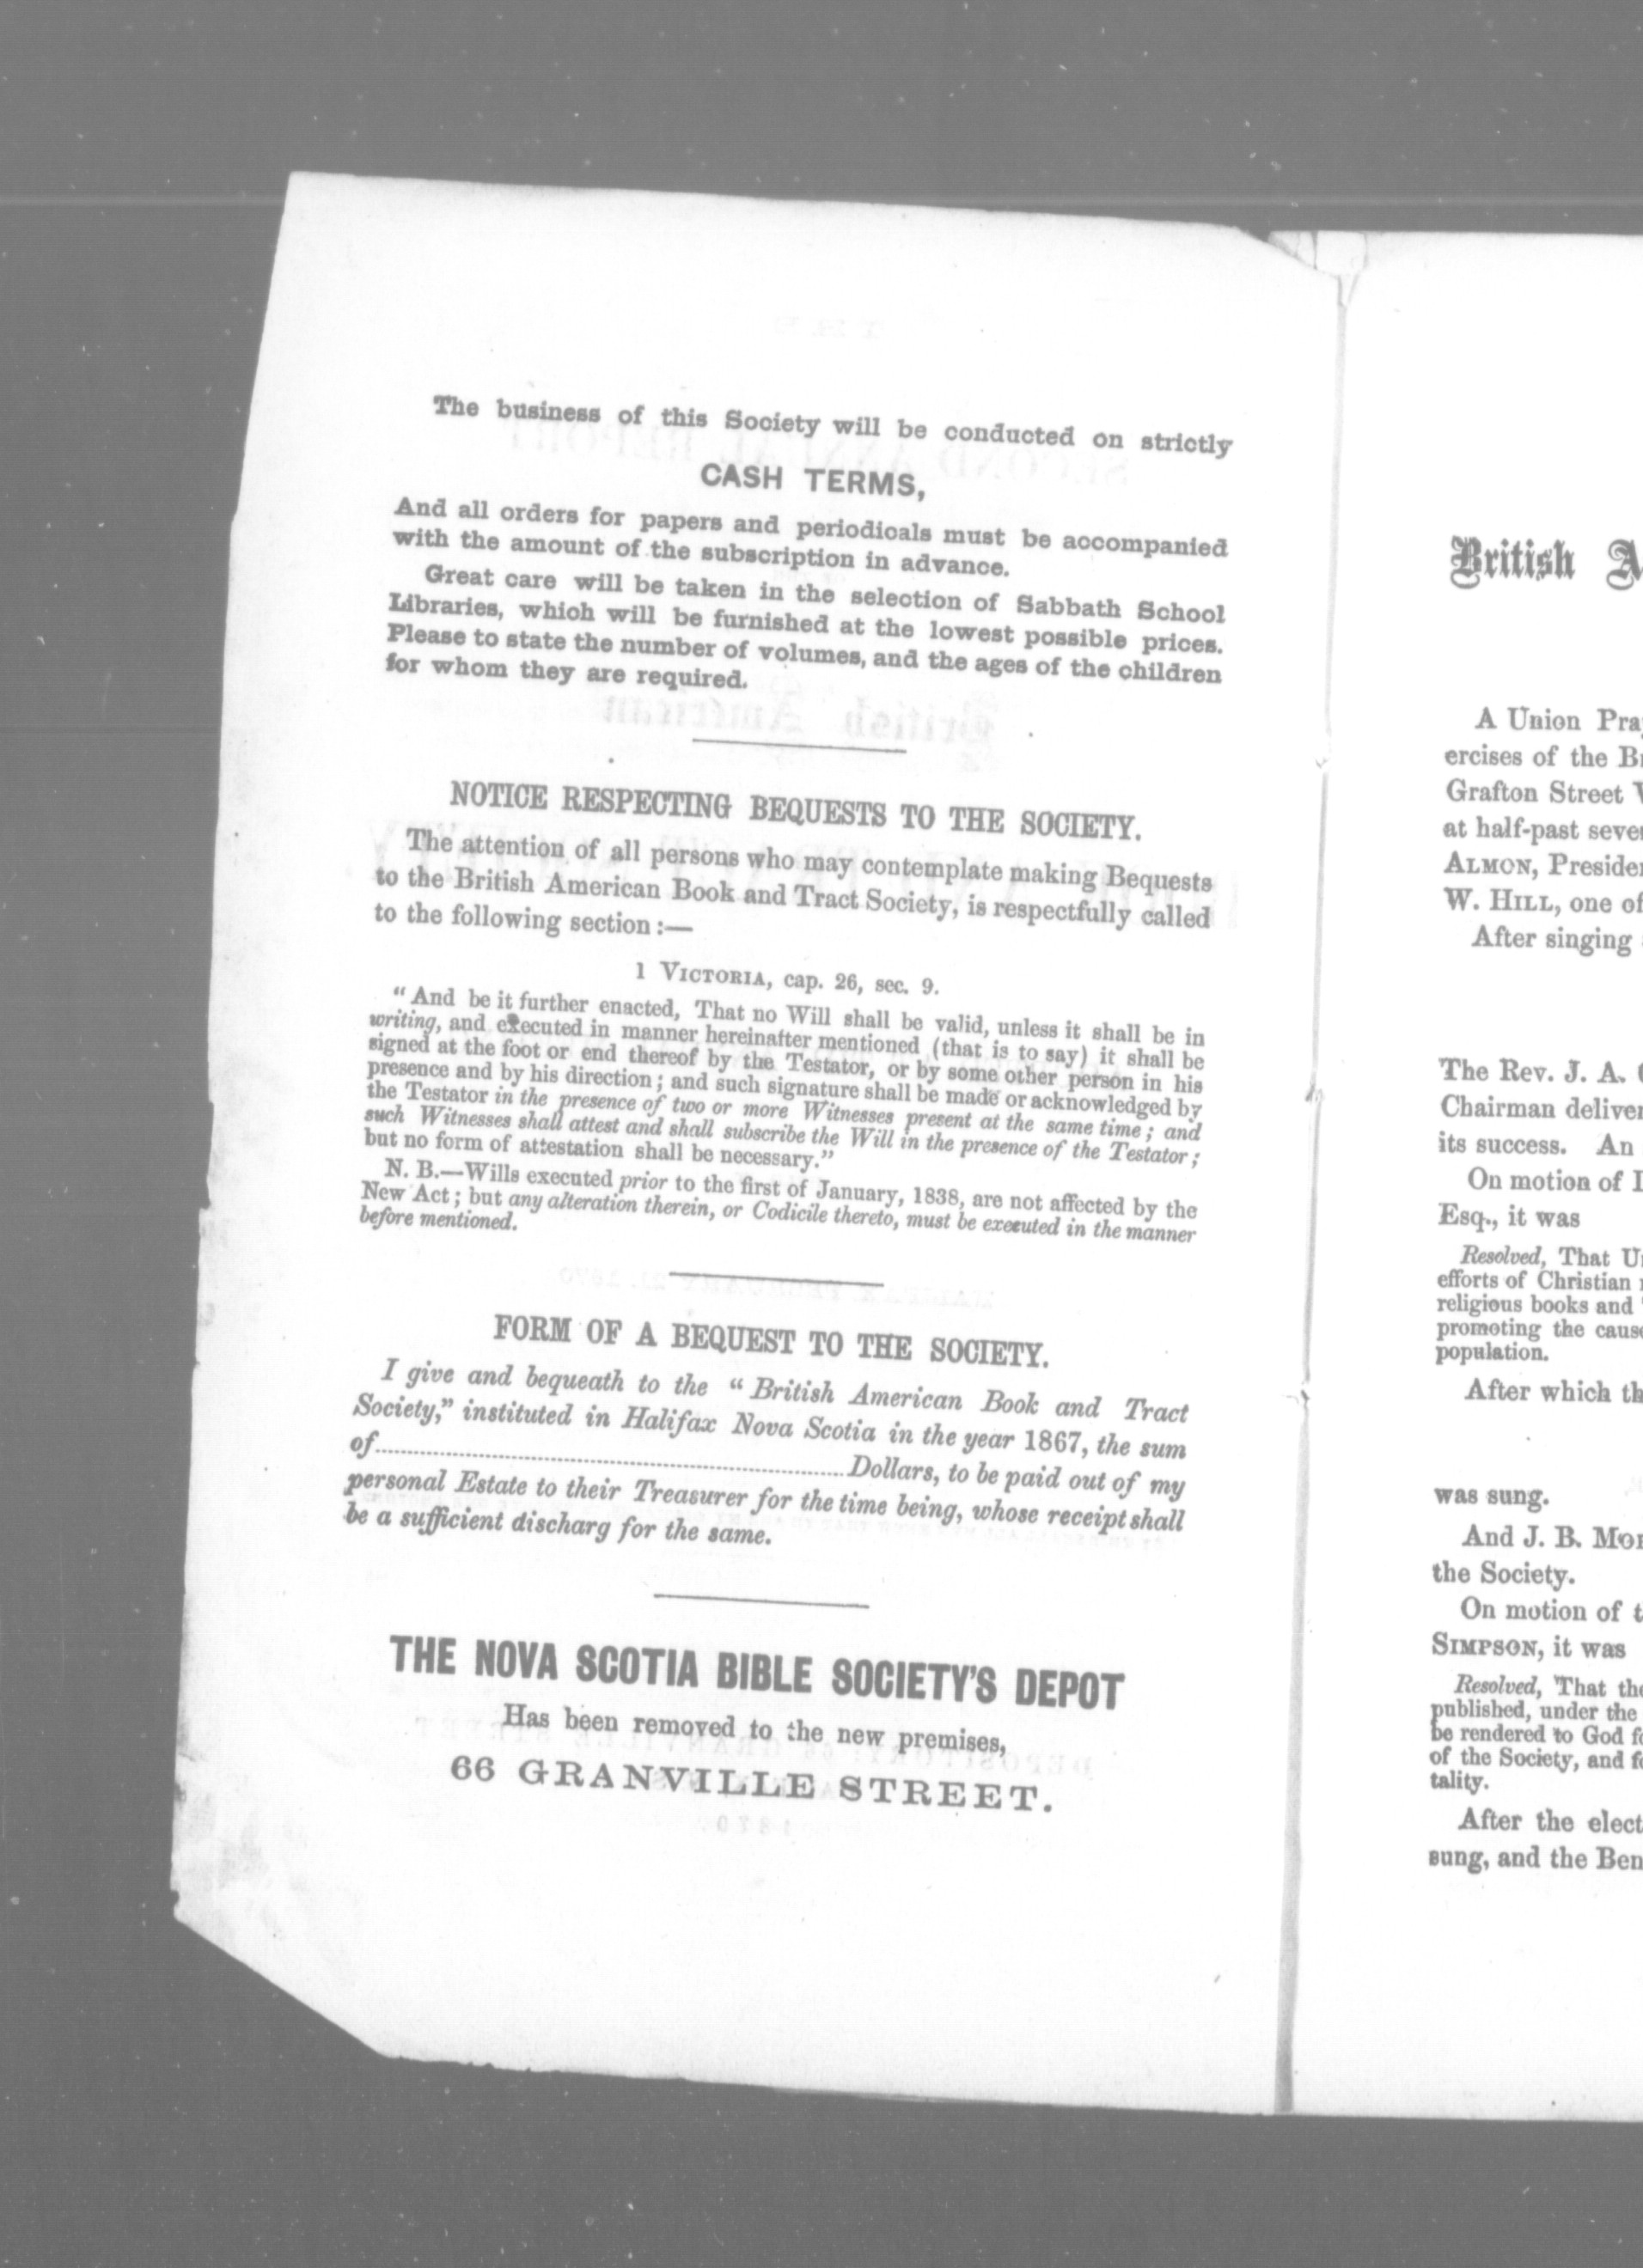 The business of this Society will be conducted on strictly
CASH TERMS,
And all orders for papers and periodicals must be accompanied
with the amount of the subscription in advance.
Great care will be taken in the selection of Sabbath School
Libraries, which will be furnished at the lowest possible prices.
Please to state the number of volumes, and the ages of the children
for whom they are required.
NOTICE RESPECTING BEQUESTS TO THE SOCIETY.
The attention of all persons who may contemplate making Bequests
to the British American Book and Tract Society, is respectfully called
to the following section :—
1 VICTORIA, cap. 26, sec. 9.
"And be it further enacted, That no Will shall be valid, unless it shall be in
writing, and executed in manner hereinafter mentioned (that is to say) it shall be
signed at the foot or end thereof by the Testator, or by some other person in his
presence and by his direction; and such signature shall be made or acknowledged by
the Testator in the presence of two or more Witnesses present at the same time; and
such Witnesses shall attest and shall subscribe the Will in the presence of the Testator;
but no form of attestation shall be necessary."
N. B.—Wills executed prior to the first of January, 1838, are not affected by the
New Act; but any alteration therein, or Codicile thereto, must be executed in the manner
before mentioned.
FORM OF A BEQUEST TO THE SOCIETY.
I give and bequeath to the "British American Book and Tract
Society," instituted in Halifax Nova Scotia in the year 1867, the sum
of........................Dollars, to be paid out of my
personal Estate to their Treasurer for the time being, whose receipt shall
be a sufficient discharg for the same.
THE NOVA SCOTIA BIBLE SOCIETY'S DEPOT
Has been removed to the new premises,
66 GRANVILLE STREET.
British A
A Union Pra
ercises of the B
Grafton Street
at half-past seve
ALMON, Preside
W. HILL, one of
After singing
The Rev. J. A.
Chairman deliver
its success. An
On motion of
Esq., it was
Resolved, That U
efforts of Christian
religious books and
promoting the cause
population.
After which th
was sung.
And J. B. MO
the Society.
On motion of t
SIMPSON, it was
Resolved, That the
published, under the
be rendered to God fo
of the Society, and fo
tality.
After the elect
sung, and the Ben